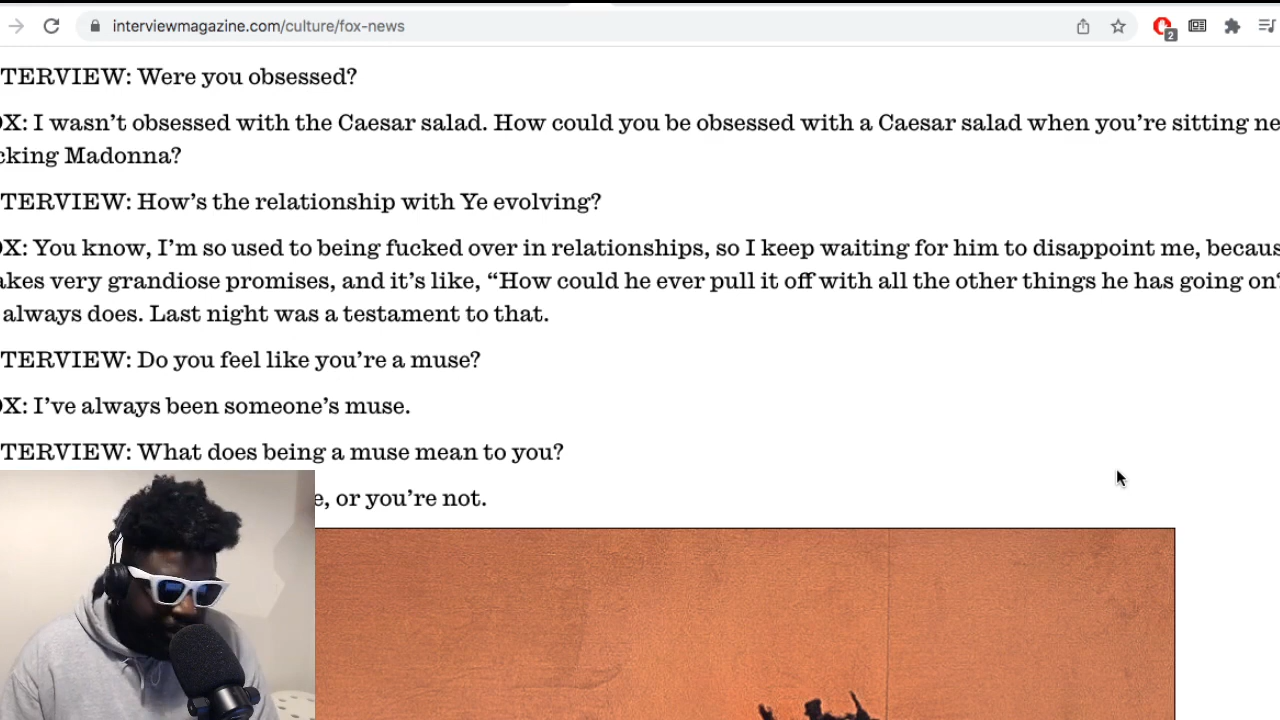 interviewmagazine.com/culture/fox-news
2
TERVIEW: Were you obsessed?
OX: I wasn't obsessed with the Caesar salad. How could you be obsessed with a Caesar salad when you're sitting
Madonna?
TERVIEW: How's the relationship with Ye evolving?
OX: You know, I'm so used to being fucked over in relationships, so I keep waiting for him to disappoint me,
very grandiose promises, and it's like, “How could he ever pull it off with all the other things he has going on?
always does. Last night was a testament to that.
TERVIEW: Do you feel like you're a muse?
OX: I've always been someone's muse.
TERVIEW: What does being a muse mean to you?
, or you're not.